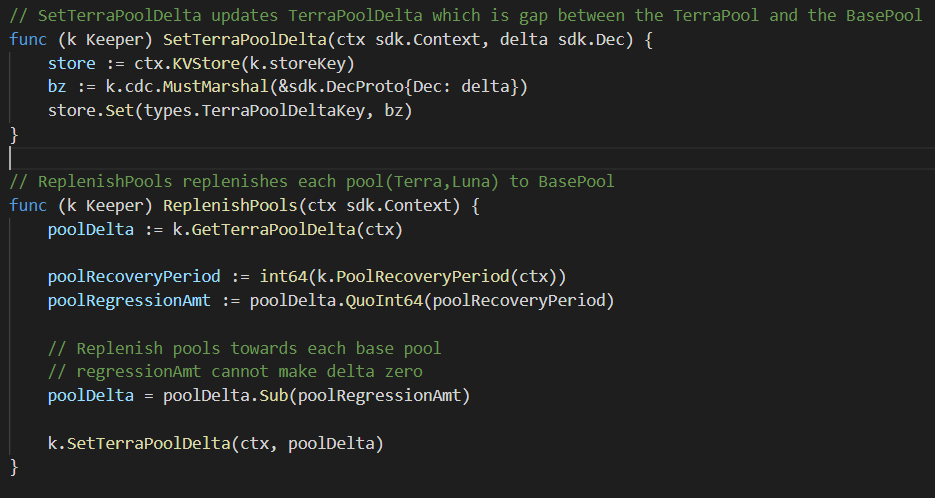 // SetTerraPoolDelta updates TerraPoolDelta which is gap between the TerraPool and the BasePool
func (k Keeper) SetTerraPoolDelta(ctx sdk.Context, delta sdk.Dec) {
    store := ctx.KVStore(k.storeKey)
    bz := k.cdc.MustMarshal(&sdk.DecProto{Dec: delta})
    store.Set(types.TerraPoolDeltaKey, bz)
}
// ReplenishPools replenishes each pool(Terra,Luna) to BasePool
func (k Keeper) ReplenishPools(ctx sdk.Context) {
    poolDelta := k.GetTerraPoolDelta(ctx)
    poolRecoveryPeriod := int64(k.PoolRecoveryPeriod(ctx))
    poolRegressionAmt := poolDelta.QuoInt64(poolRecoveryPeriod)
    // Replenish pools towards each base pool
    // regressionAmt cannot make delta zero
    poolDelta = poolDelta.Sub(poolRegressionAmt)
    k.SetTerraPoolDelta(ctx, poolDelta)
}